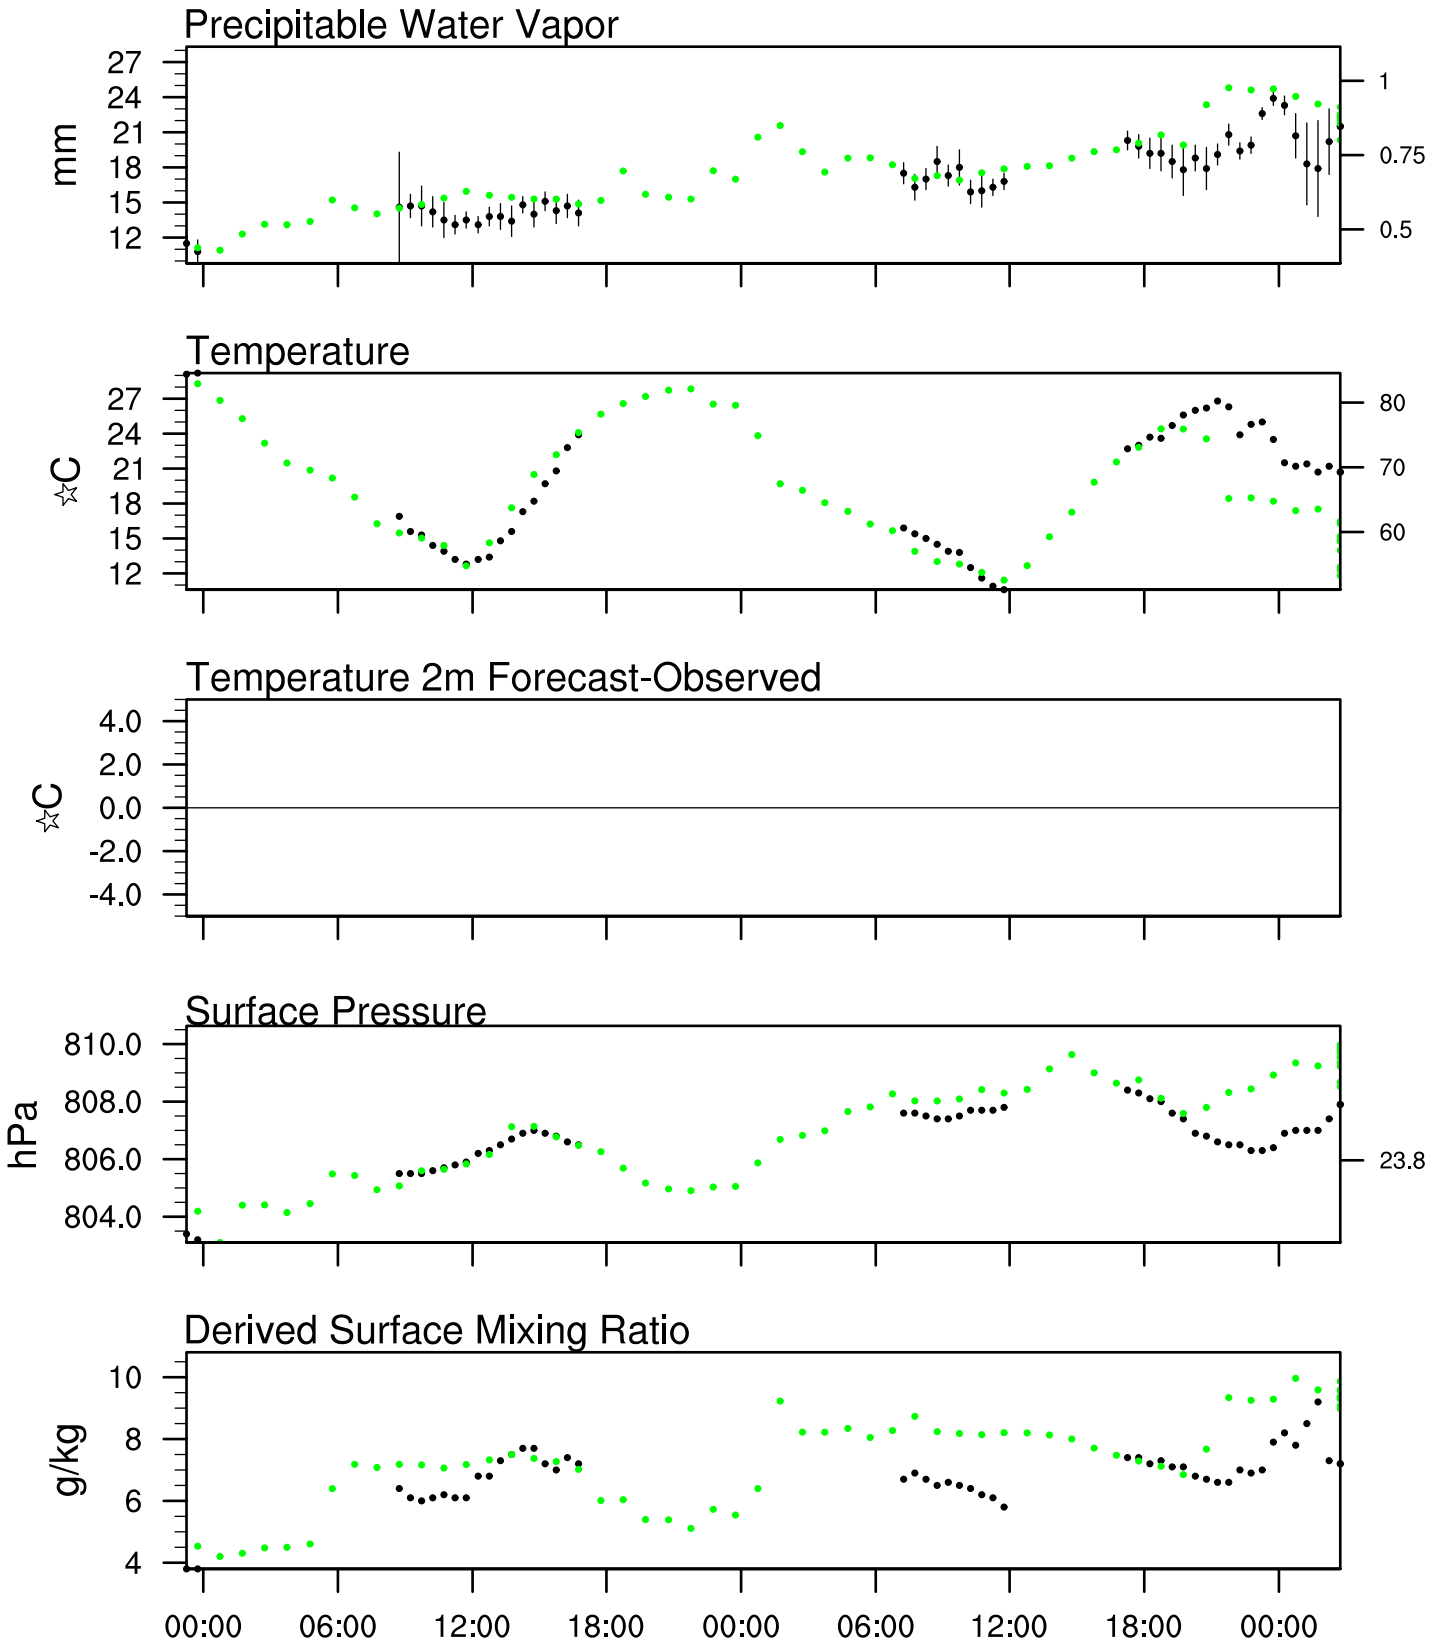 Precipitable Water Vapor
27
24
21
18
15
12
mm
1
0.75
0.5
Temperature
27
24
21
18
15
12
☆C
80
70
60
Temperature 2m Forecast-Observed
4.0
2.0
0.0
-2.0
-4.0
☆C
Surface Pressure
810.0
808.0
806.0
804.0
hPa
23.8
Derived Surface Mixing Ratio
10
8
6
4
g/kg
00:00 06:00 12:00 18:00 00:00 06:00 12:00 18:00 00:00